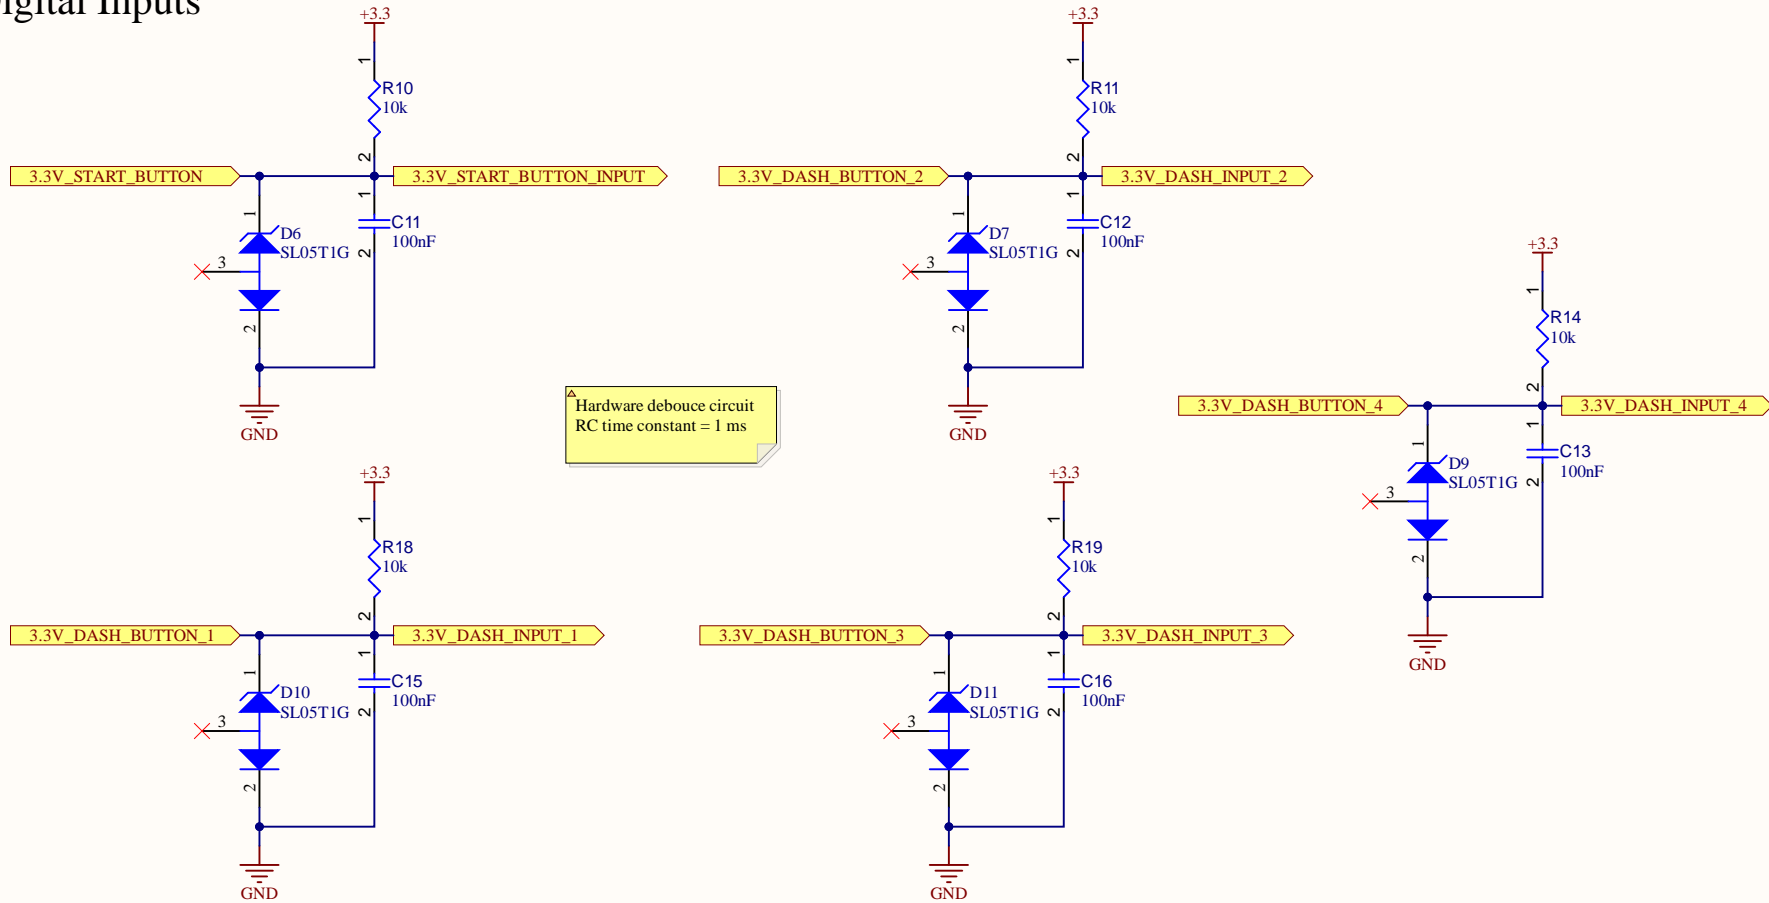 Digital Inputs
+3.3
1
R10
10k
2
3.3V_START_BUTTON
3.3V_START_BUTTON_INPUT
1
1
C11
100nF
2
D6
SL05T1G
3
2
GND
+3.3
1
R11
10k
2
3.3V_DASH_BUTTON_2
3.3V_DASH_INPUT_2
1
1
C12
100nF
2
D7
SL05T1G
3
2
GND
Hardware debouce circuit
RC time constant = 1 ms
+3.3
1
R14
10k
2
3.3V_DASH_BUTTON_4
3.3V_DASH_INPUT_4
1
1
C13
100nF
2
D9
SL05T1G
3
2
GND
+3.3
1
R18
10k
2
3.3V_DASH_BUTTON_1
3.3V_DASH_INPUT_1
1
1
C15
100nF
2
D10
SL05T1G
3
2
GND
+3.3
1
R19
10k
2
3.3V_DASH_BUTTON_3
3.3V_DASH_INPUT_3
1
1
C16
100nF
2
D11
SL05T1G
3
2
GND